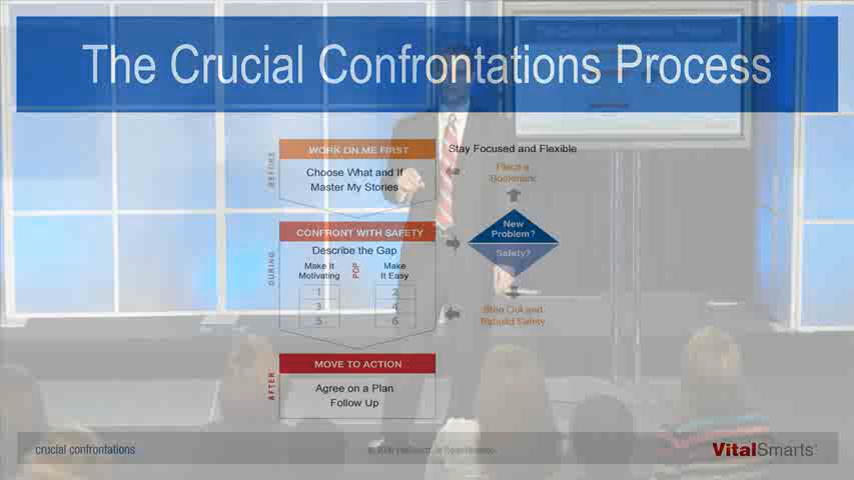 The Crucial Confrontations Process
BEFORE
WORK ON ME FIRST
Choose What and If
Master My Stories
Stay Focused and Flexible
Place a
Bookmark
New
Problem?
Safety?
Step Out and
Rebuild Safety
DURING
CONFRONT WITH SAFETY
Describe the Gap
Make It
Motivating
POP
Make
It Easy
1 2
3 4
5 6
AFTER
MOVE TO ACTION
Agree on a Plan
Follow Up
crucial confrontations
VitalSmarts